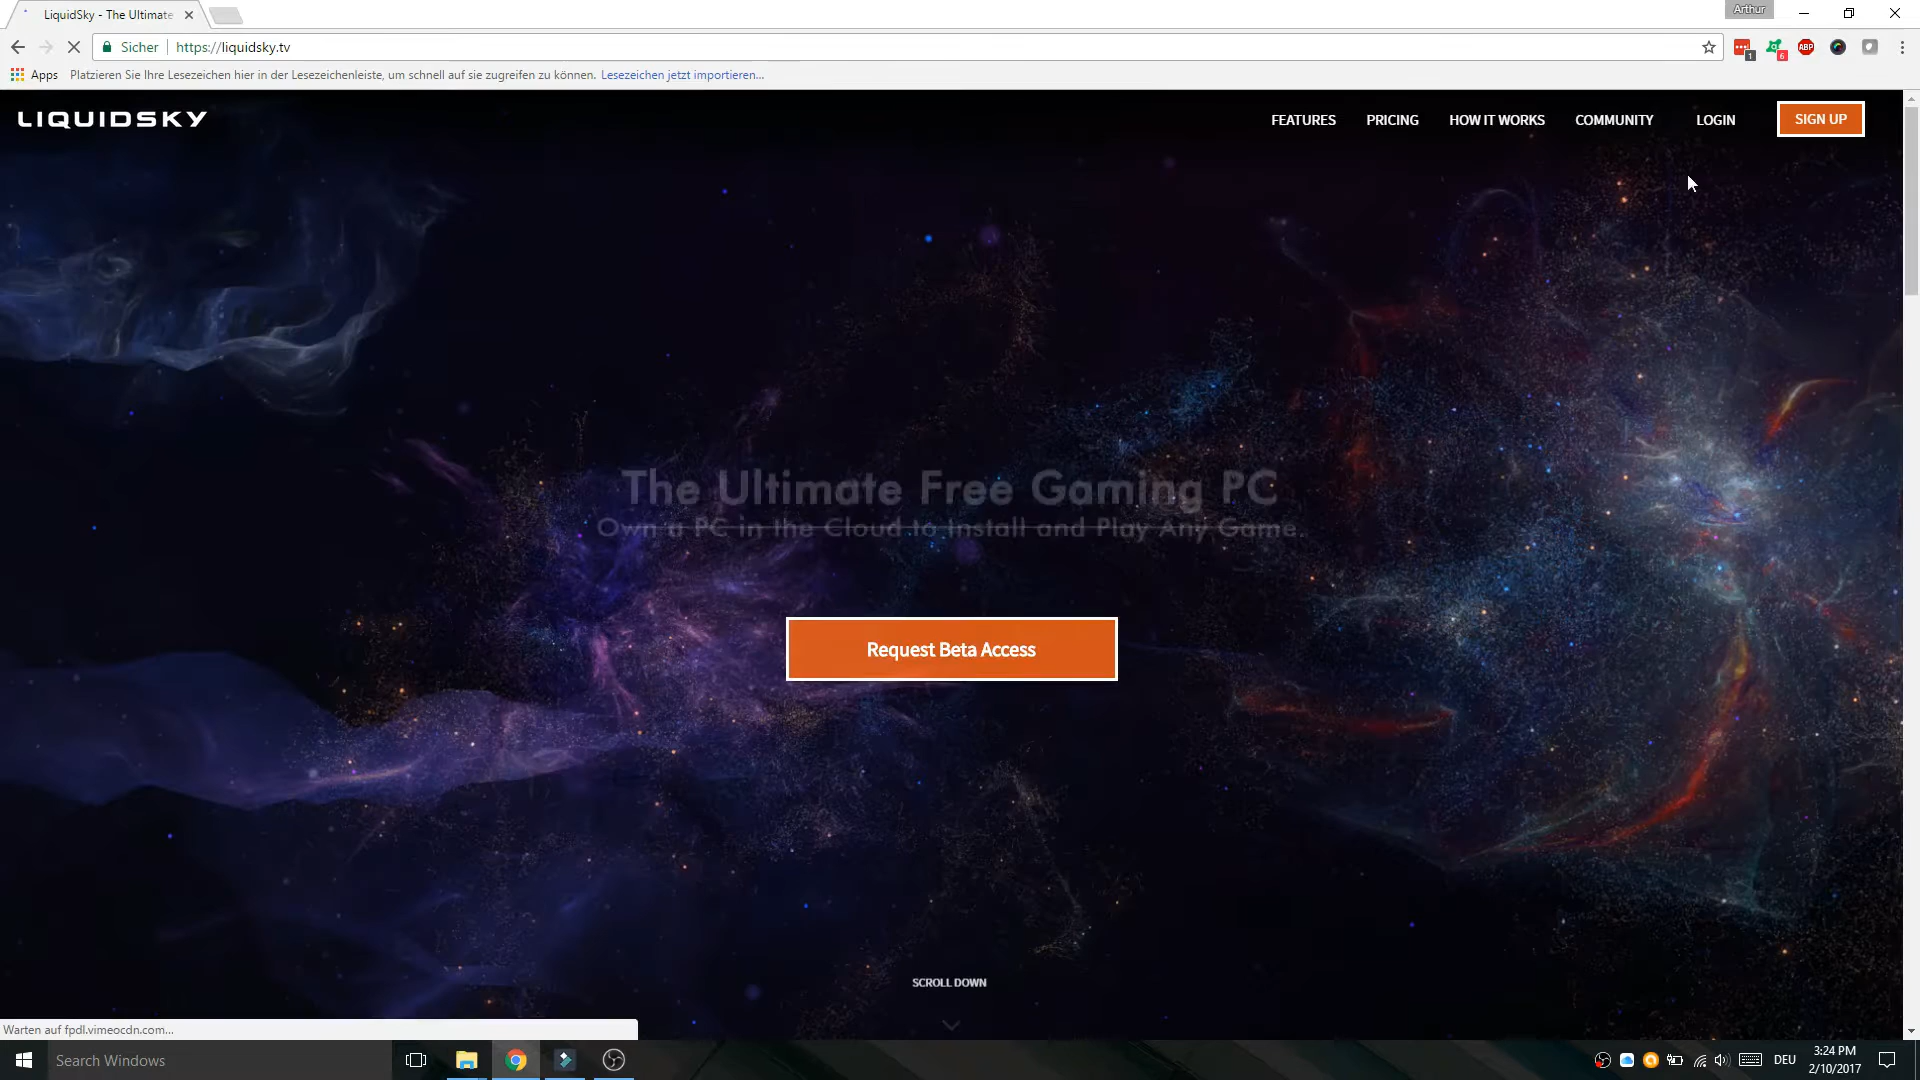 LiquidSky - The Ultimate
Arthur
Sicher
https://liquidsky.tv
1
6
ABP
Apps
Platzieren Sie Ihre Lesezeichen hier in der Lesezeichenleiste, um schnell auf sie zugreifen zu können. Lesezeichen jetzt importieren...
LIQUIDSKY
FEATURES
PRICING
HOW IT WORKS
COMMUNITY
LOGIN
SIGN UP
The Ultimate Free Gaming PC
Own a PC in the Cloud to Install and Play Any Game.
Request Beta Access
SCROLL DOWN
Warten auf fpdl.vimeocdn.com...
Search Windows
DEU
3:24 PM
2/10/2017